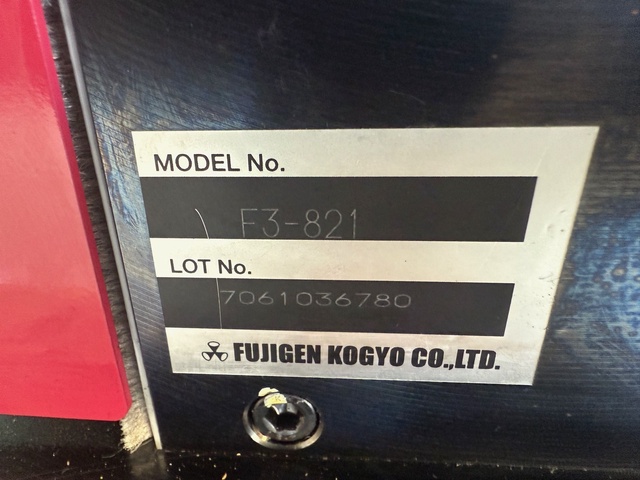 MODEL No.
F3-821
LOT No.
7061036780
FUJIGEN KOGYO CO.,LTD.